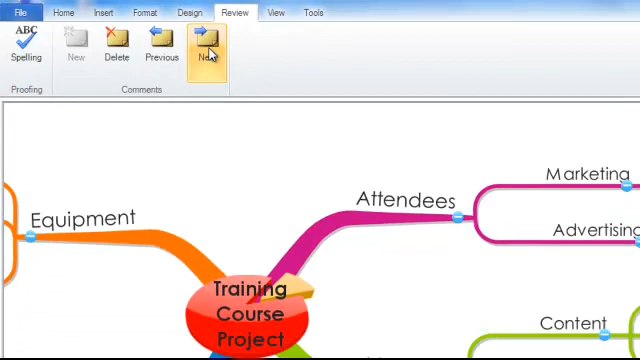 File Home Insert Format Design Review View Tools
ABC
Spelling New Delete Previous
Proofing Comments
Marketing
Attendees
Equipment
Advertising
Training
Course
Project
Content